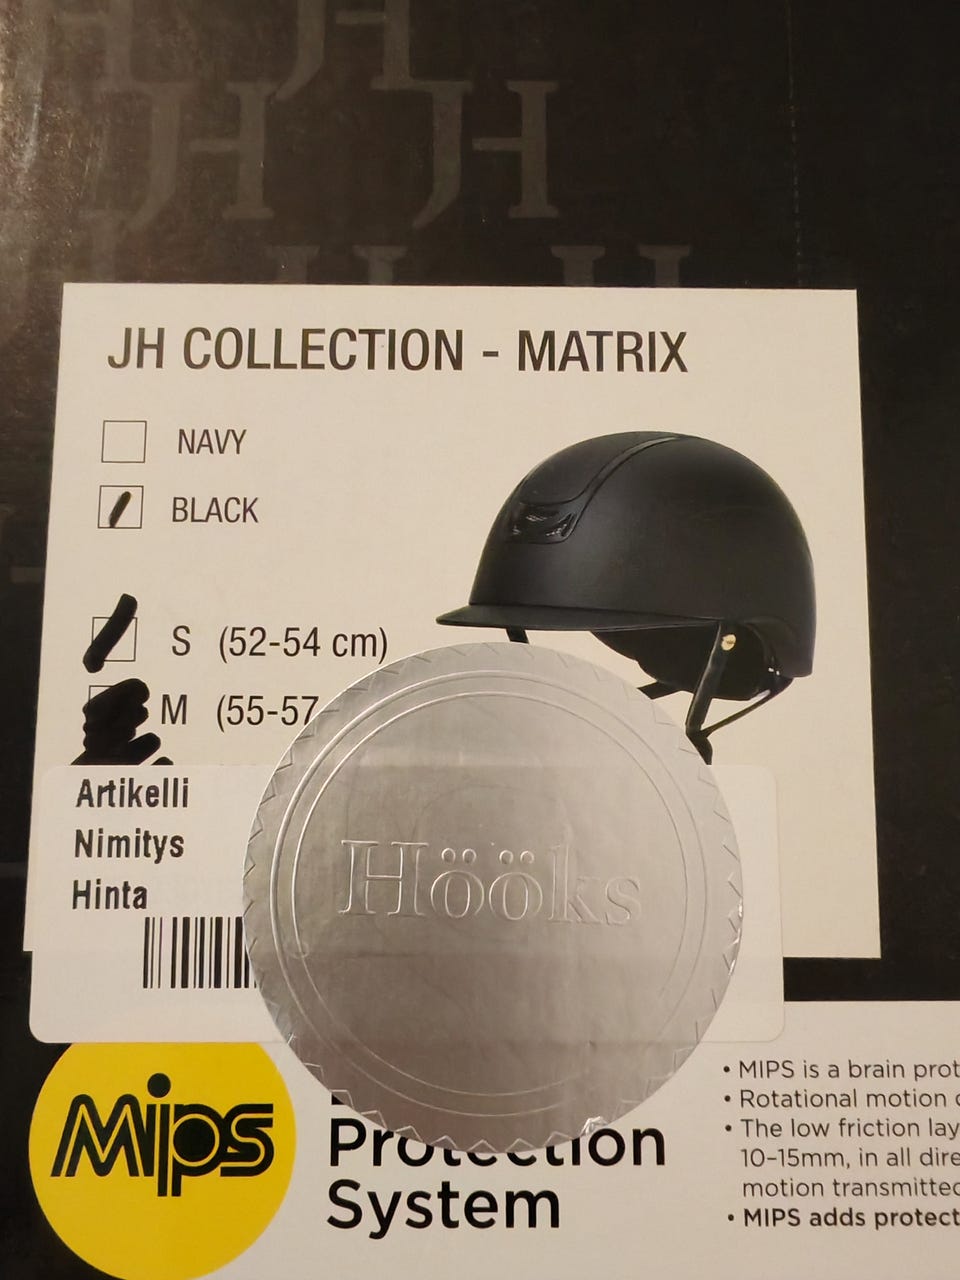 JH
JH COLLECTION - MATRIX
NAVY
BLACK
S (52-54 cm)
M (55-57
Artikelli
Nimitys
Hinta
Hööks
Mips
Protection
System
• MIPS is a brain prot
• Rotational motion
• The low friction lay
10–15mm, in all dire
motion transmitted
• MIPS adds protect